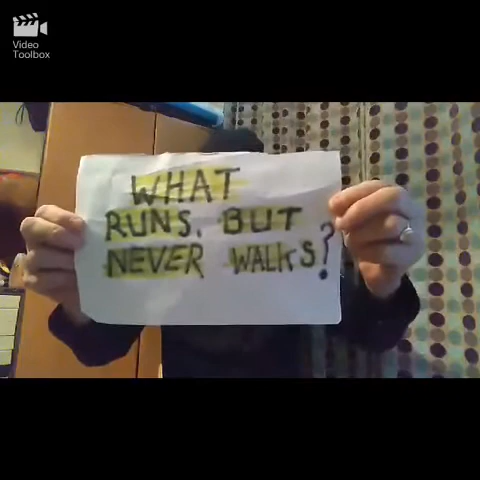 Video
Toolbox
WHAT
RUNS, BUT
NEVER WALKS?